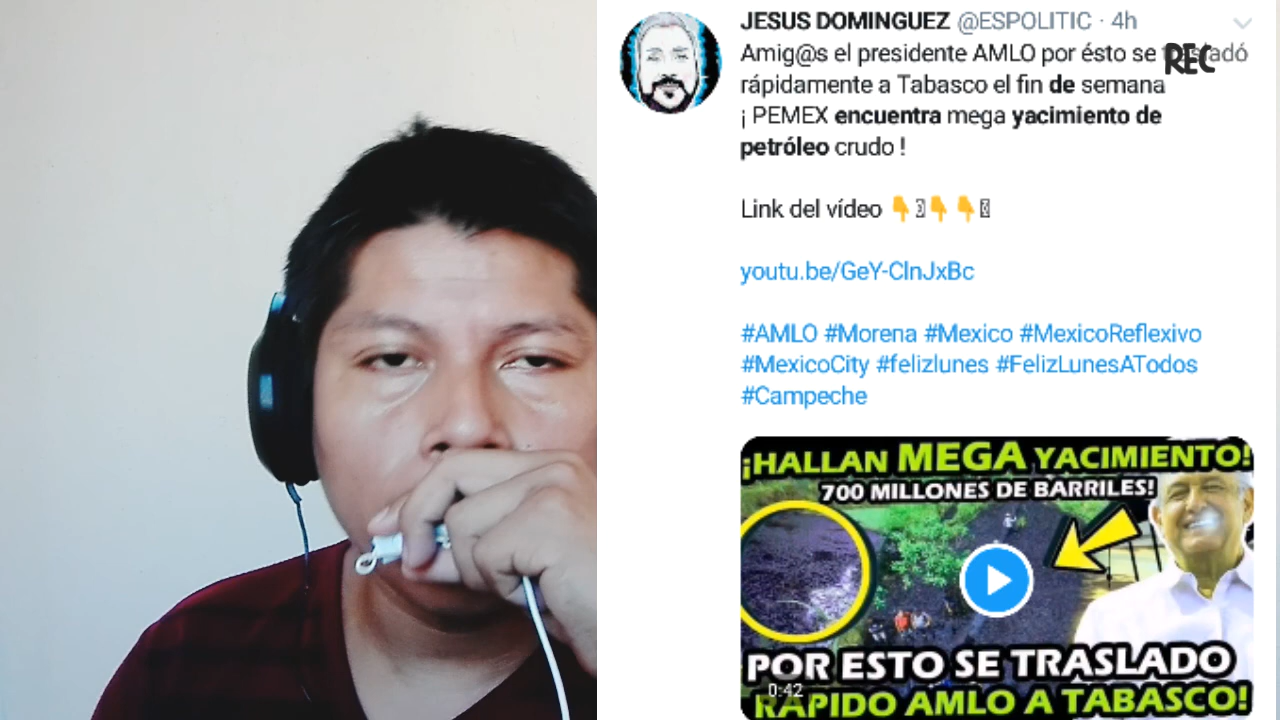 JESUS DOMINGUEZ @ESPOLITIC · 4h
Amig@s el presidente AMLO por ésto se
REC
rápidamente a Tabasco el fin de semana
¡ PEMEX encuentra mega yacimiento de
petróleo crudo !
Link del vídeo 👇👇👇
youtu.be/GeY-ClnJxBc
#AMLO #Morena #Mexico #MexicoReflexivo
#MexicoCity #felizlunes #FelizLunesATodos
#Campeche
¡HALLAN MEGA YACIMIENTO!
700 MILLONES DE BARRILES!
POR ESTO SE TRASLADO
0:42
RAPIDO AMLO A TABASCO!